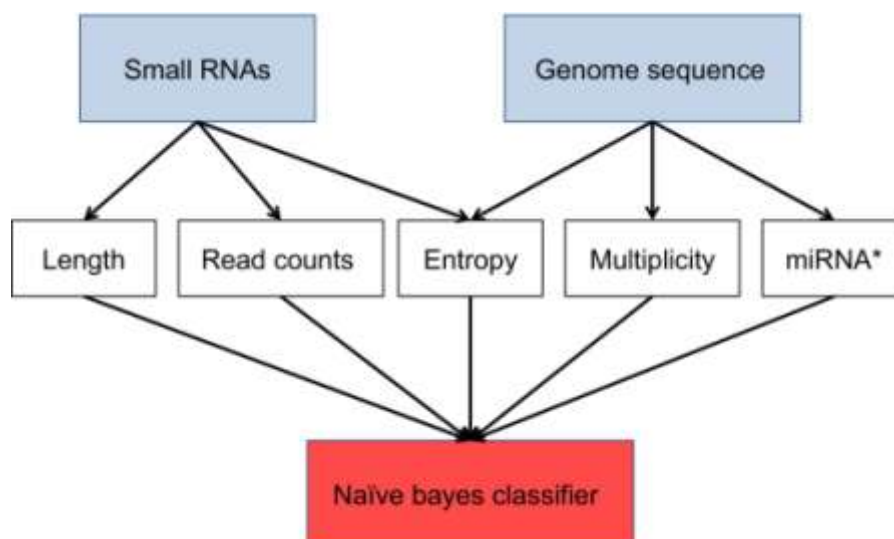 Small RNAs
Genome sequence
Length
Read counts
Entropy
Multiplicity
miRNA*
Naïve bayes classifier